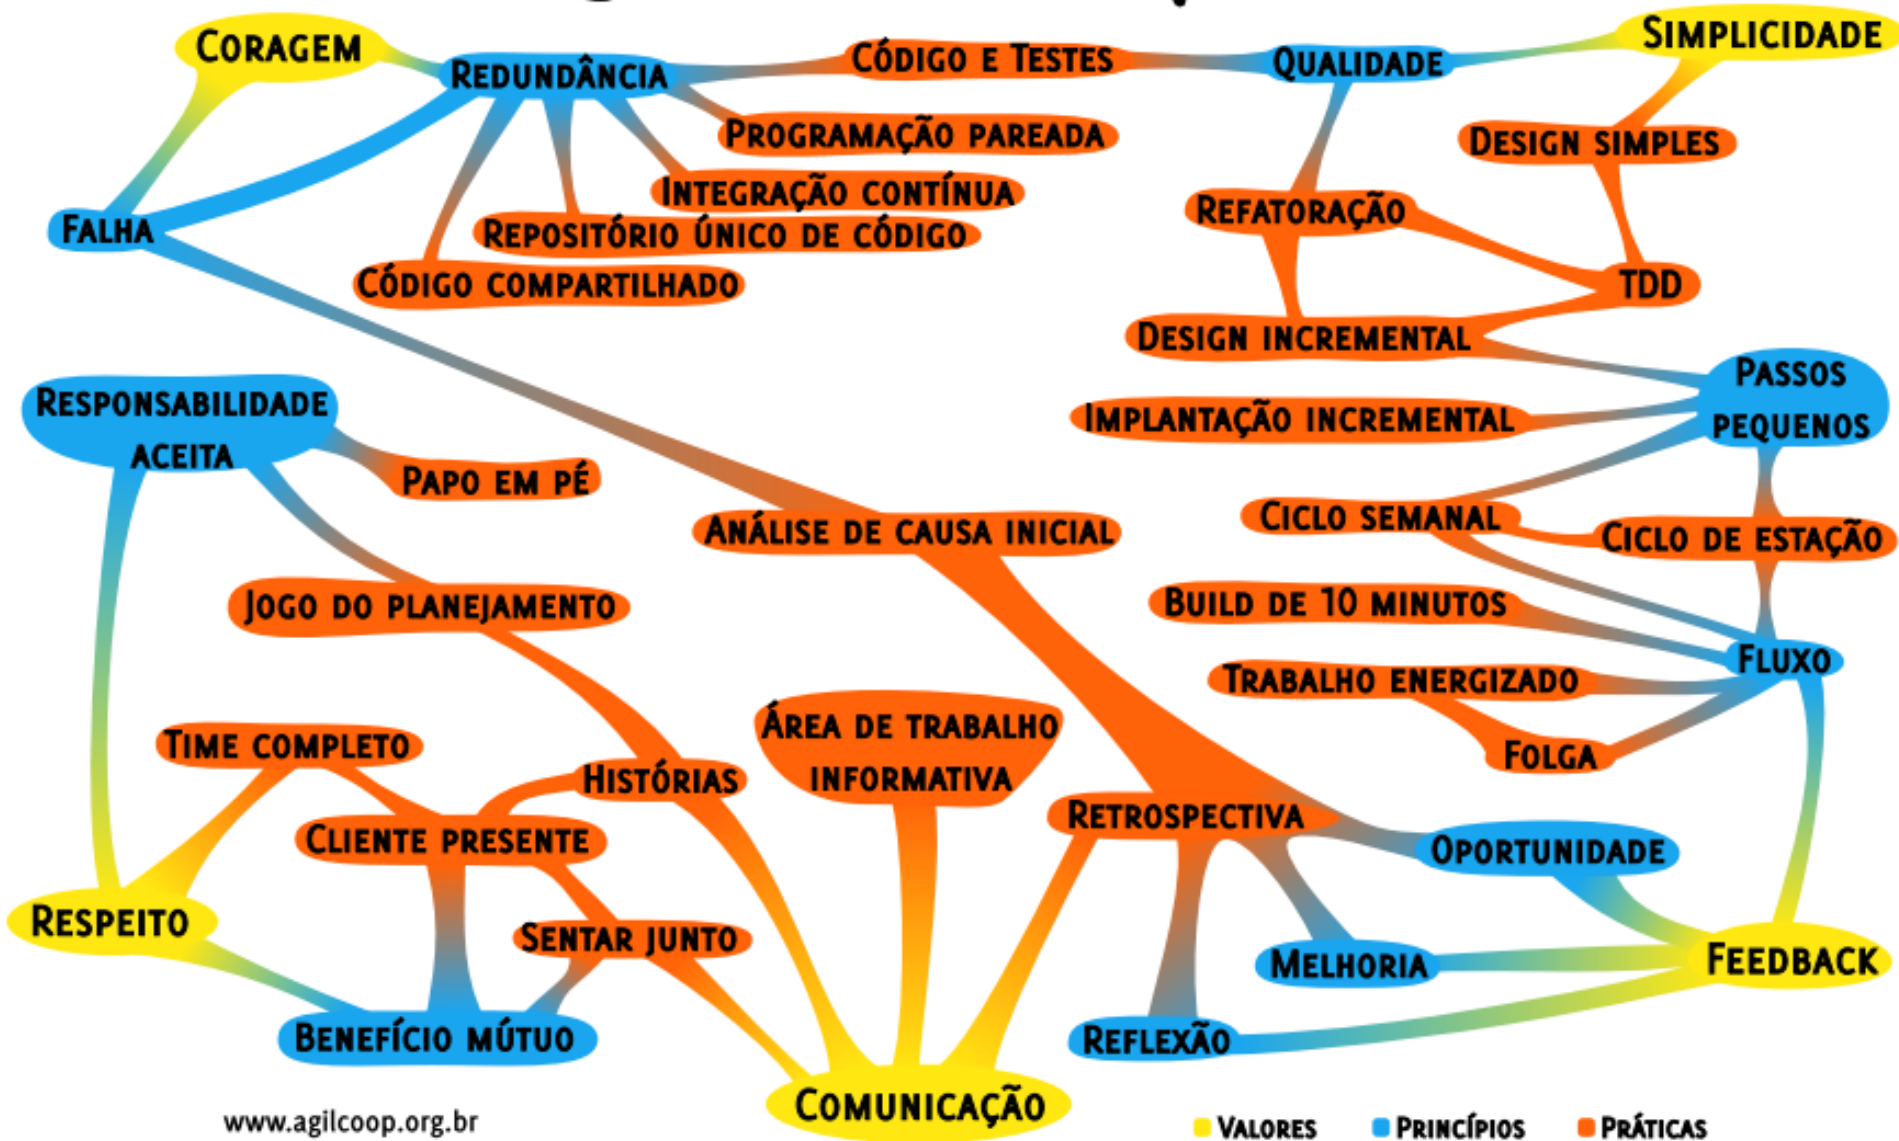 CORAGEM
REDUNDÂNCIA
CÓDIGO E TESTES
QUALIDADE
SIMPLICIDADE
PROGRAMAÇÃO PAREADA
DESIGN SIMPLES
INTEGRAÇÃO CONTÍNUA
REFATORAÇÃO
FALHA
REPOSITÓRIO ÚNICO DE CÓDIGO
CÓDIGO COMPARTILHADO
TDD
DESIGN INCREMENTAL
PASSOS
PEQUENOS
RESPONSABILIDADE
ACEITA
IMPLANTAÇÃO INCREMENTAL
PAPO EM PÉ
ANÁLISE DE CAUSA INICIAL
CICLO SEMANAL
CICLO DE ESTAÇÃO
JOGO DO PLANEJAMENTO
BUILD DE 10 MINUTOS
FLUXO
TRABALHO ENERGIZADO
TIME COMPLETO
ÁREA DE TRABALHO
INFORMATIVA
FOLGA
HISTÓRIAS
CLIENTE PRESENTE
RETROSPECTIVA
OPORTUNIDADE
RESPEITO
SENTAR JUNTO
MELHORIA
FEEDBACK
BENEFÍCIO MÚTUO
REFLEXÃO
COMUNICAÇÃO
www.agilcoop.org.br
VALORES
PRINCÍPIOS
PRÁTICAS